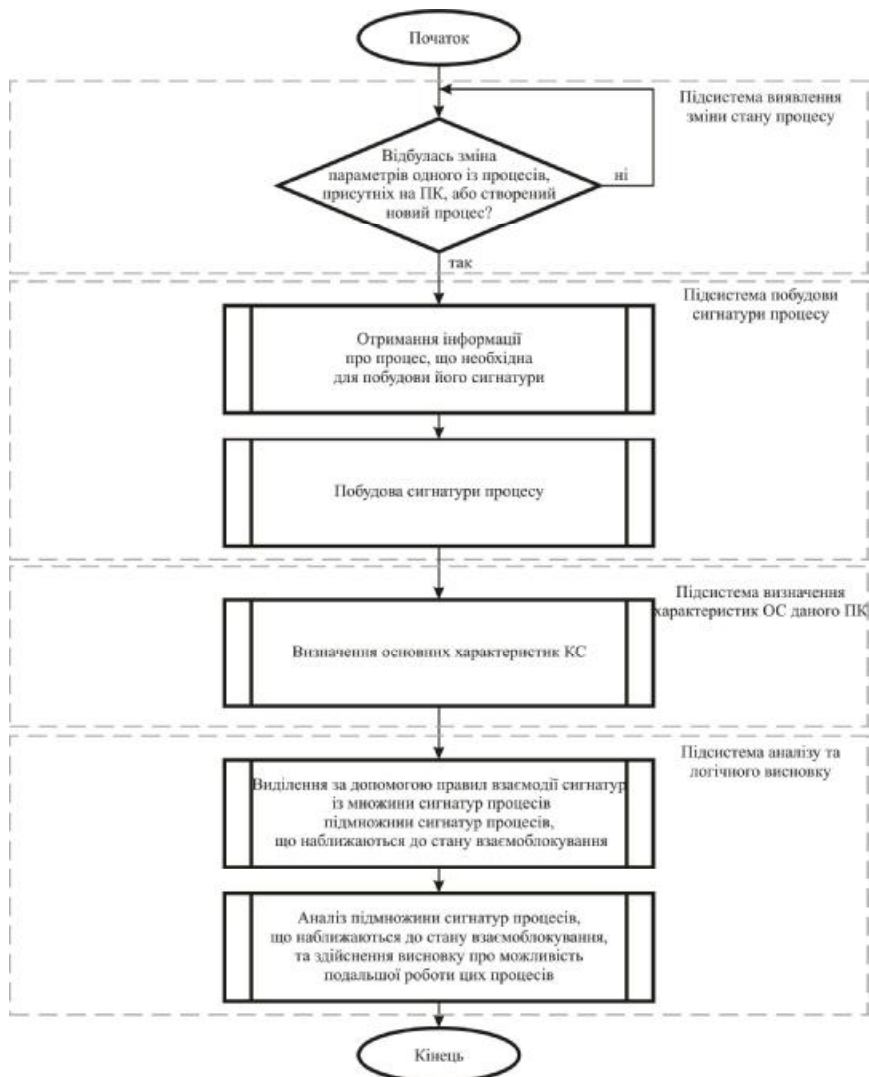 Початок
Підсистема виявлення
зміни стану процесу
Відбулась зміна
параметрів одного із процесів,
присутніх на ПК, або створений
новий процес?
ні
так
Підсистема побудови
сигнатури процесу
Отримання інформації
про процес, що необхідна
для побудови його сигнатури
Побудова сигнатури процесу
Підсистема визначення
характеристик ОС даного ПК
Визначення основних характеристик КС
Підсистема аналізу та
логічного висновку
Виділення за допомогою правил взаємодії сигнатур
із множини сигнатур процесів
підмножини сигнатур процесів,
що наближаються до стану взаємоблокування
Аналіз підмножини сигнатур процесів,
що наближаються до стану взаємоблокування,
та здійснення висновку про можливість
подальшої роботи цих процесів
Кінець